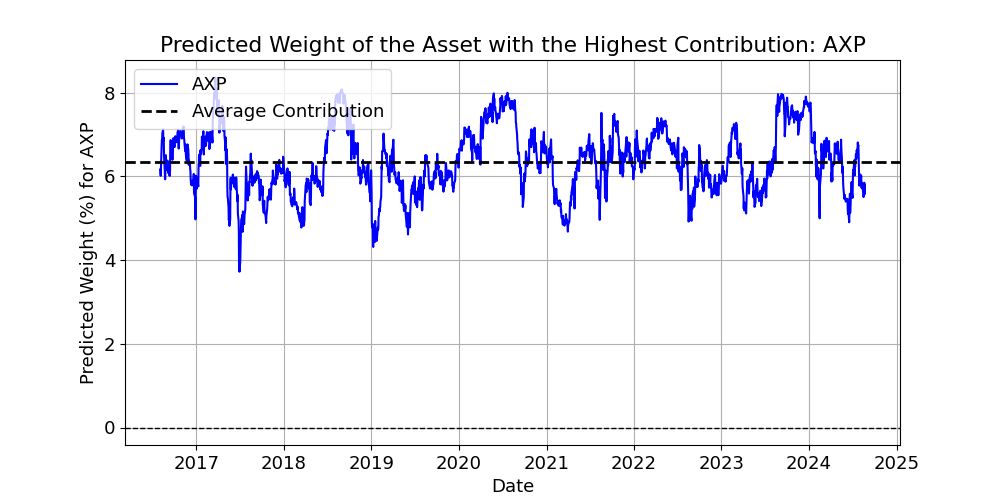 Predicted Weight of the Asset with the Highest Contribution: AXP
AXP
Average Contribution
Predicted Weight (%) for AXP
8
6
4
2
0
2017 2018 2019 2020 2021 2022 2023 2024 2025
Date